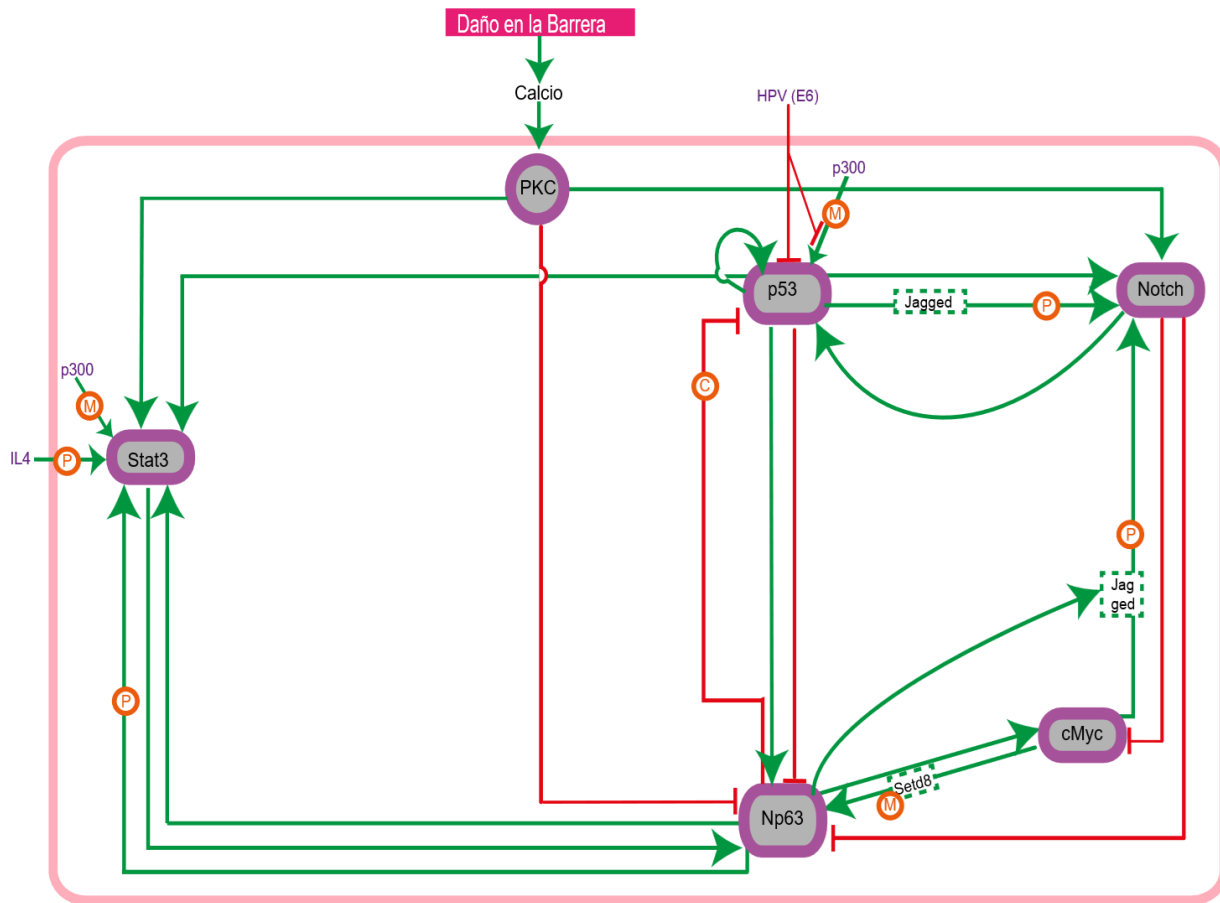 Daño en la Barrera
Calcio
HPV (E6)
p300
PKC
M
p53
Notch
Jagged
P
p300
C
M
IL4
P
Stat3
P
Jag
ged
P
cMyc
Setd8
M
Np63